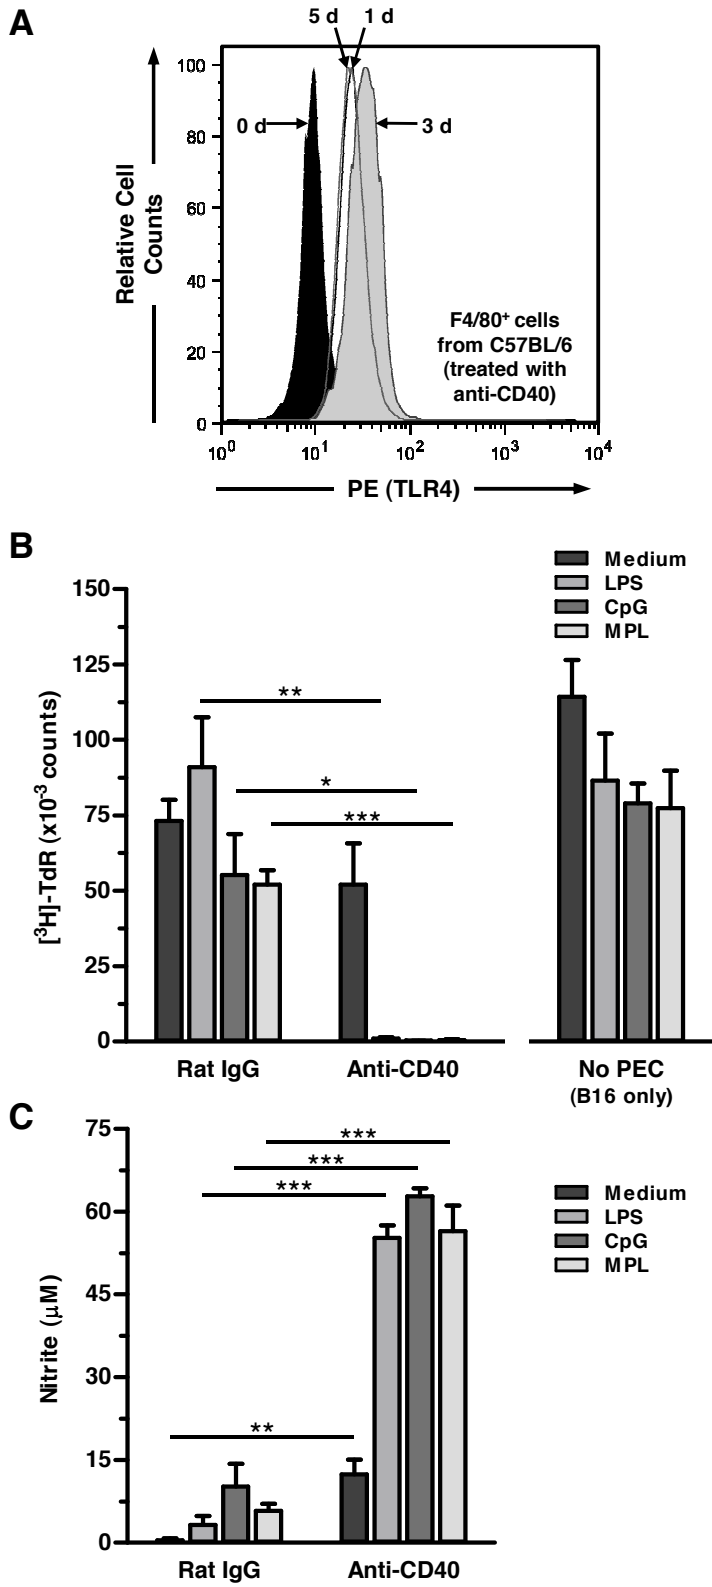 A
5 d 1 d
100
0 d
3 d
80
60
40
20
0
Relative Cell
Counts
F4/80⁺ cells
from C57BL/6
(treated with
anti-CD40)
10⁰ 10¹ 10² 10³ 10⁴
PE (TLR4)
B
Medium
LPS
CpG
MPL
150
125
100
75
50
25
0
[³H]-TdR (x10⁻³ counts)
**
*
***
Rat IgG Anti-CD40 No PEC
(B16 only)
C
75
60
45
30
15
0
Nitrite (μM)
***
***
***
**
Medium
LPS
CpG
MPL
Rat IgG Anti-CD40